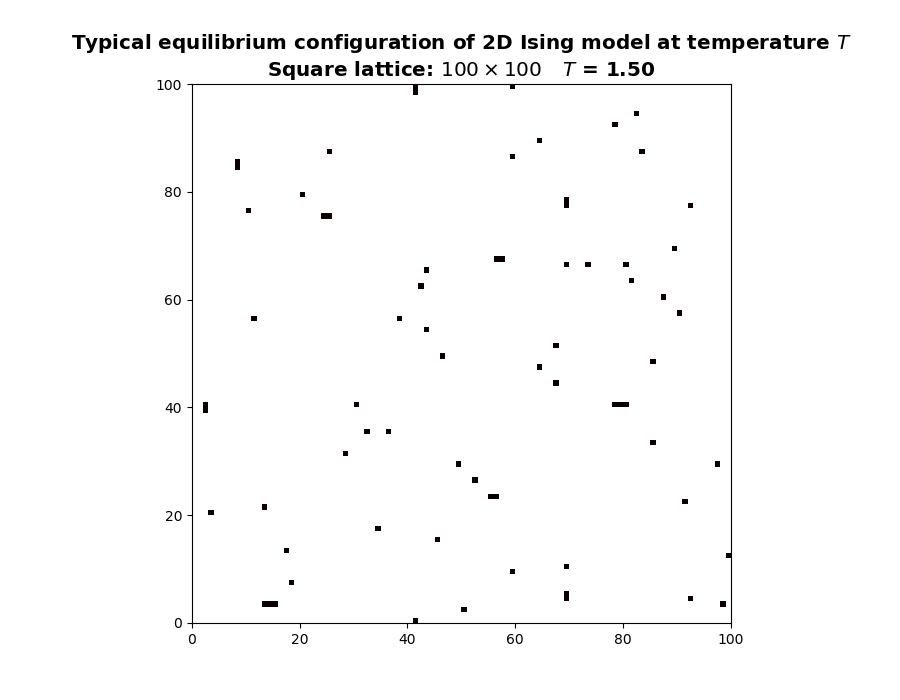 Typical equilibrium configuration of 2D Ising model at temperature T
Square lattice: 100 × 100 T = 1.50
100
80
60
40
20
0
0 20 40 60 80 100